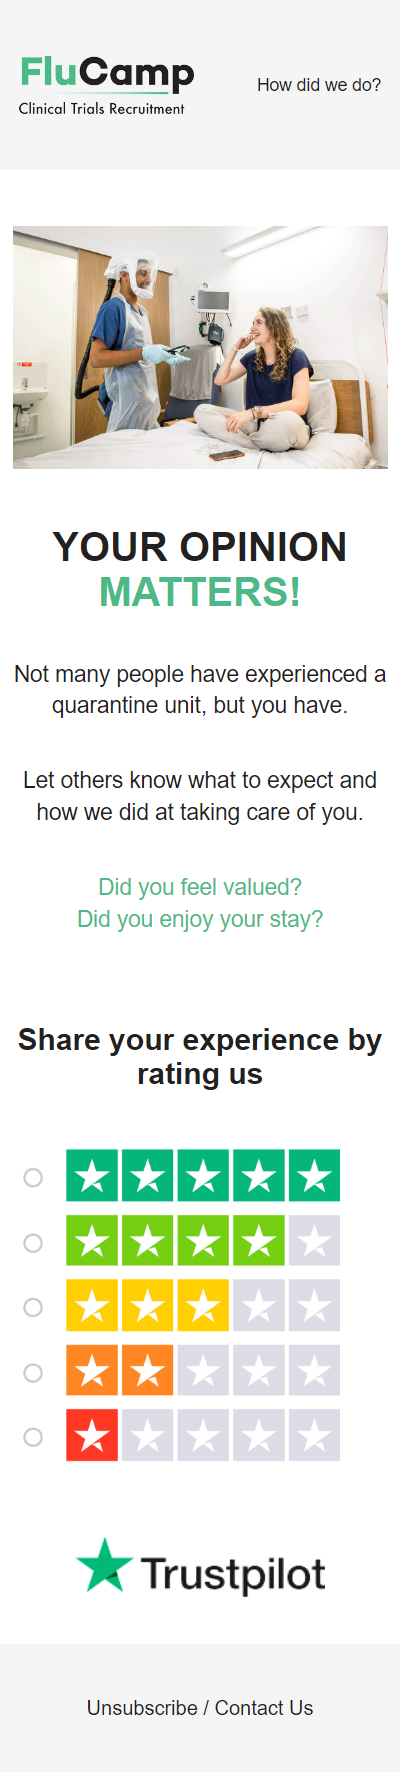 FluCamp
Clinical Trials Recruitment
How did we do?
YOUR OPINION
MATTERS!
Not many people have experienced a
quarantine unit, but you have.
Let others know what to expect and
how we did at taking care of you.
Did you feel valued?
Did you enjoy your stay?
Share your experience by
rating us
Trustpilot
Unsubscribe / Contact Us